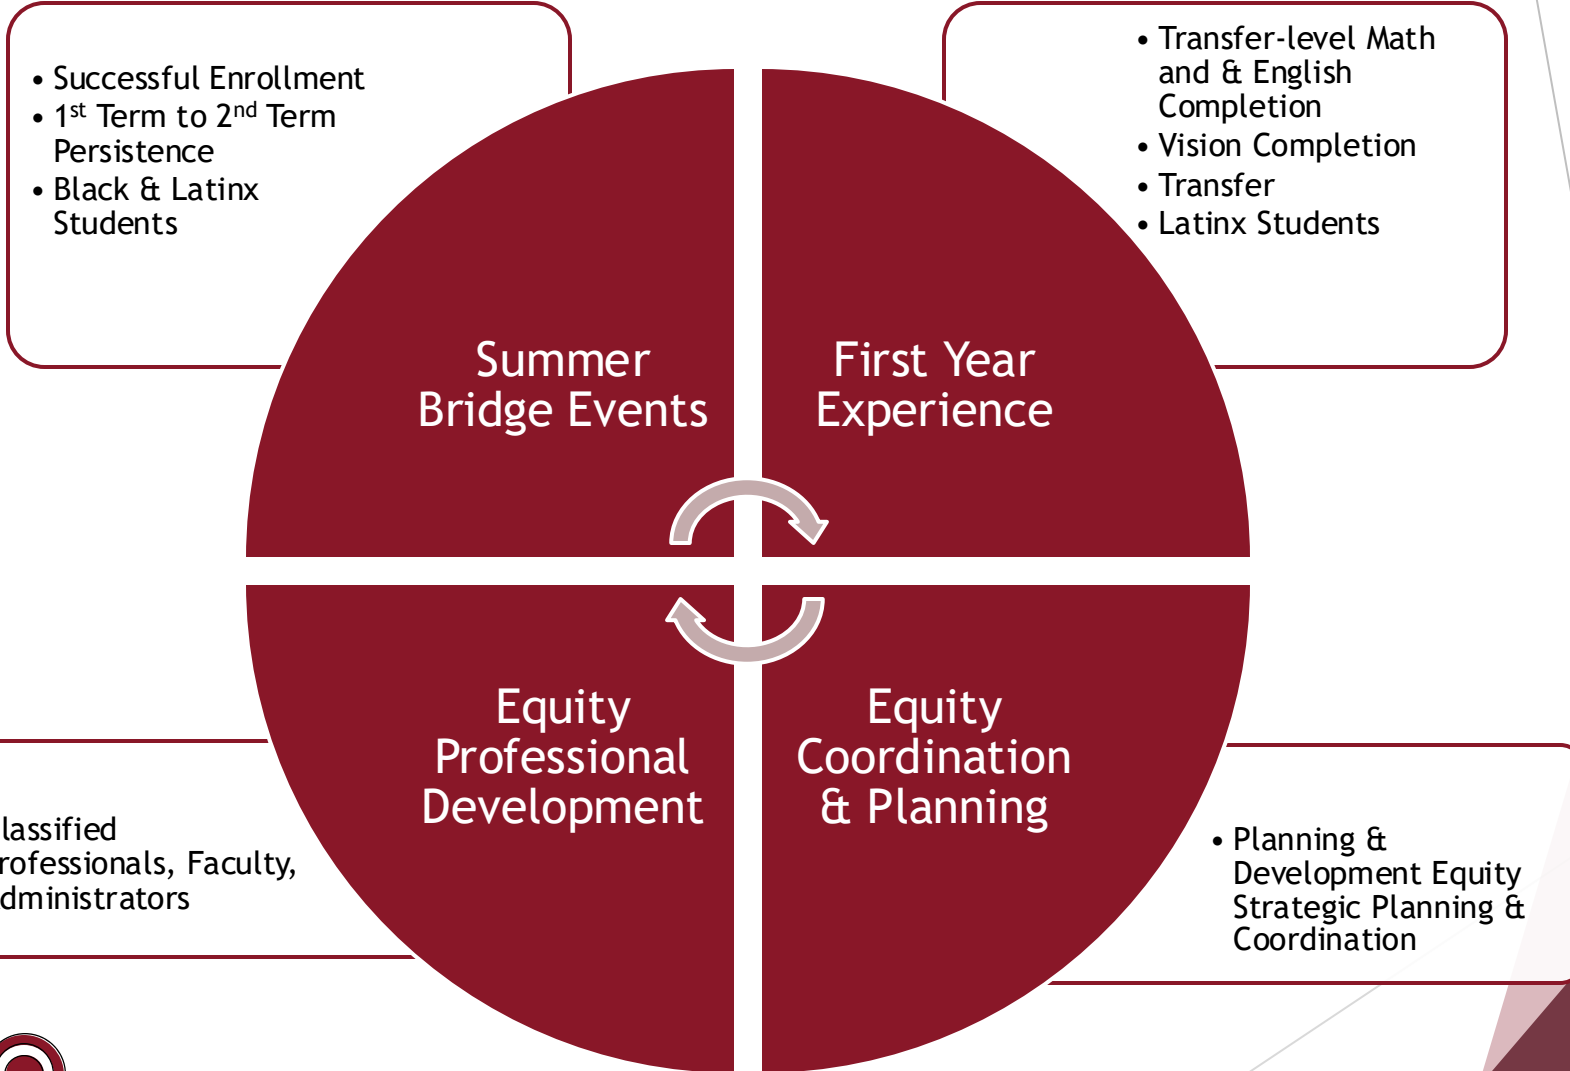 • Successful Enrollment
• 1st Term to 2nd Term
Persistence
• Black & Latinx
Students
• Transfer-level Math
and & English
Completion
• Vision Completion
• Transfer
• Latinx Students
Summer
Bridge Events
First Year
Experience
Equity
Professional
Development
Equity
Coordination
& Planning
lassified
rofessionals, Faculty,
dministrators
• Planning &
Development Equity
Strategic Planning &
Coordination